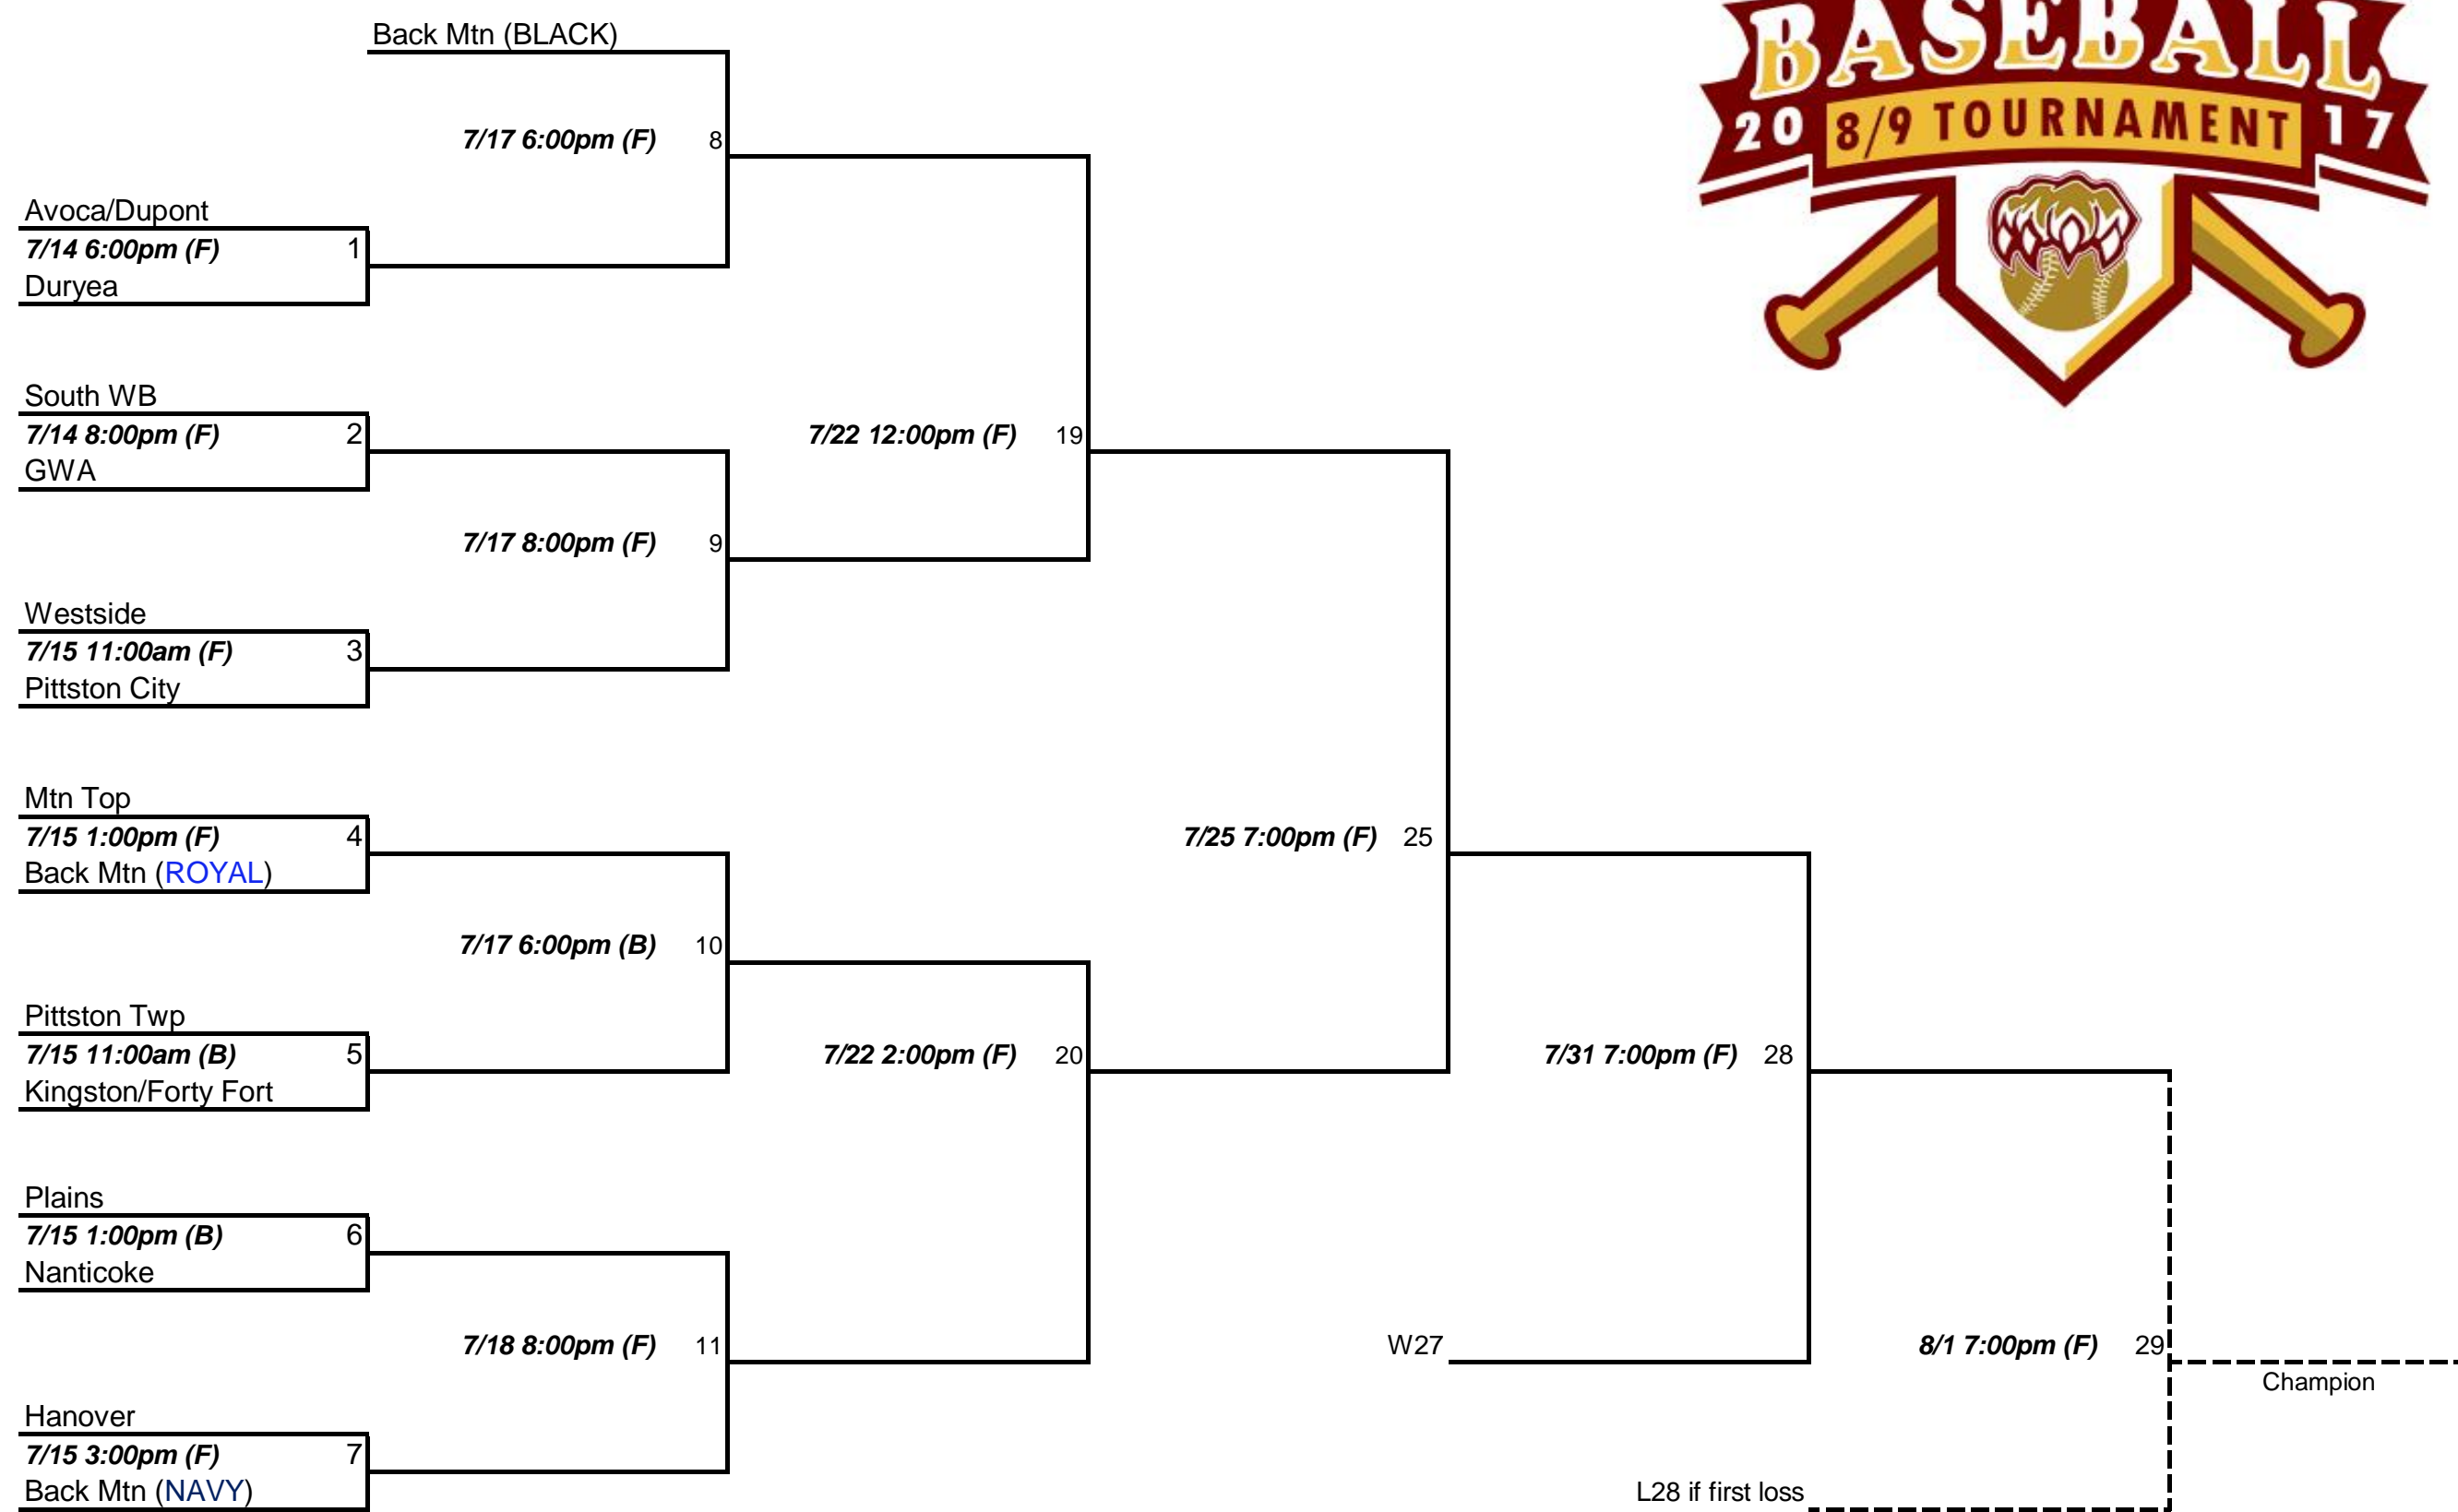 BASEBALL
20 8/9 TOURNAMENT 17
Back Mtn (BLACK)
7/17 6:00pm (F) 8
Avoca/Dupont
7/14 6:00pm (F) 1
Duryea
South WB
7/14 8:00pm (F) 2
GWA
7/22 12:00pm (F) 19
7/17 8:00pm (F) 9
Westside
7/15 11:00am (F) 3
Pittston City
Mtn Top
7/15 1:00pm (F) 4
Back Mtn (ROYAL)
7/25 7:00pm (F) 25
7/17 6:00pm (B) 10
Pittston Twp
7/15 11:00am (B) 5
Kingston/Forty Fort
7/22 2:00pm (F) 20
7/31 7:00pm (F) 28
Plains
7/15 1:00pm (B) 6
Nanticoke
7/18 8:00pm (F) 11
W27
8/1 7:00pm (F) 29
Champion
Hanover
7/15 3:00pm (F) 7
Back Mtn (NAVY)
L28 if first loss